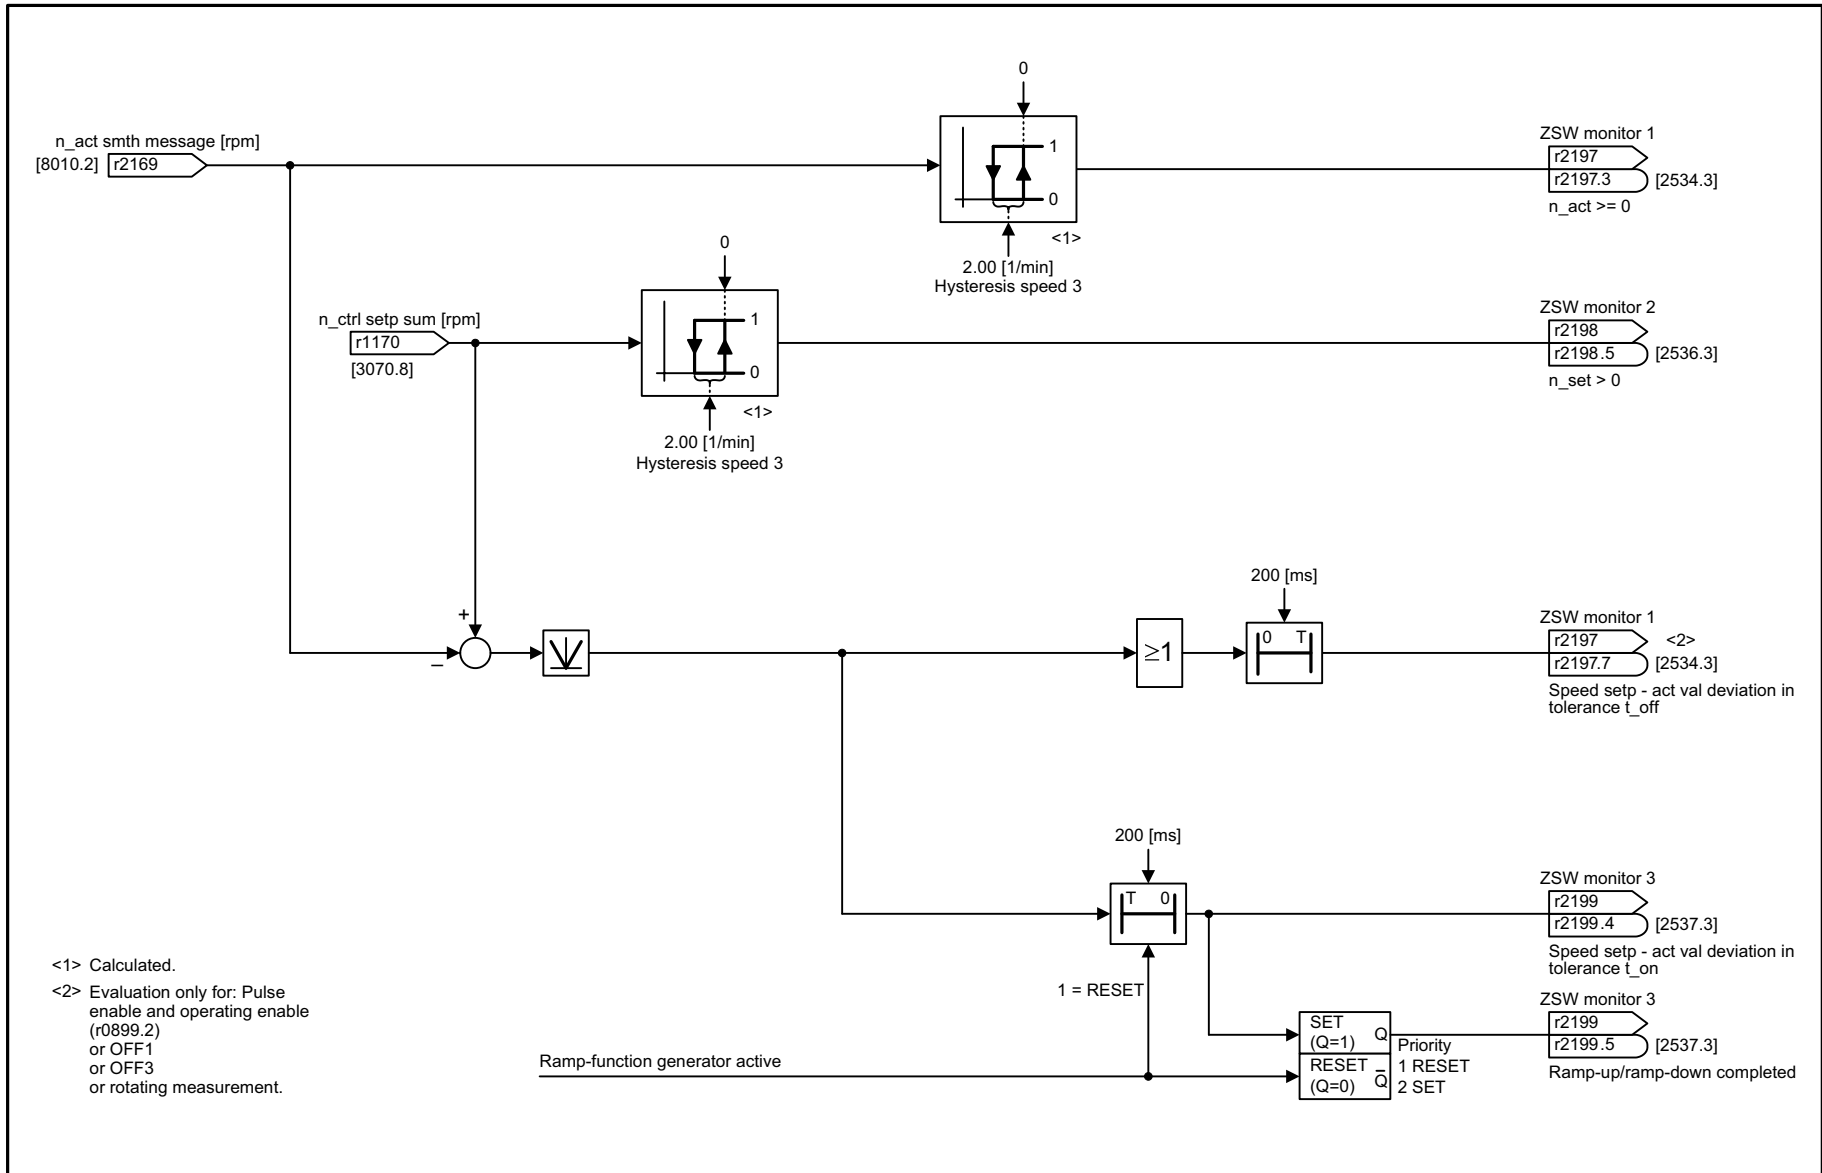 0
n_act smth message [rpm]
[8010.2]
r2169
1
0
<1>
2.00 [1/min]
Hysteresis speed 3
ZSW monitor 1
r2197
r2197.3
[2534.3]
n_act >= 0
0
n_ctrl setp sum [rpm]
r1170
[3070.8]
1
0
<1>
2.00 [1/min]
Hysteresis speed 3
ZSW monitor 2
r2198
r2198.5
[2536.3]
n_set > 0
+
–
≥1
200 [ms]
0 T
ZSW monitor 1
r2197
<2>
r2197.7
[2534.3]
Speed setp - act val deviation in
tolerance t_off
200 [ms]
T 0
1 = RESET
ZSW monitor 3
r2199
r2199.4
[2537.3]
Speed setp - act val deviation in
tolerance t_on
Ramp-function generator active
SET
(Q=1)
Q
RESET
(Q=0)
Q̅
Priority
1 RESET
2 SET
ZSW monitor 3
r2199
r2199.5
[2537.3]
Ramp-up/ramp-down completed
<1> Calculated.
<2> Evaluation only for: Pulse
enable and operating enable
(r0899.2)
or OFF1
or OFF3
or rotating measurement.